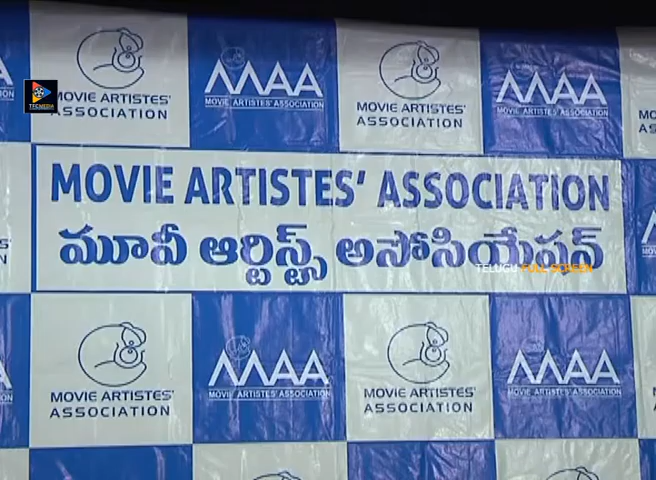 MAA
MOVIE ARTISTES ASSOCIATION
MOVIE ARTISTES'
ASSOCIATION
MOVIE ARTISTES'
ASSOCIATION
MAA
MOVIE ARTISTES ASSOCIATION
TFCMEDIA
MOVIE ARTISTES' ASSOCIATION
మూవీ ఆర్టిస్ట్స్ అసోసియేషన్
TELUGU FULL SCREEN
MOVIE ARTISTES'
ASSOCIATION
MAA
MOVIE ARTISTES ASSOCIATION
MOVIE ARTISTES'
ASSOCIATION
MAA
MOVIE ARTISTES ASSOCIATION